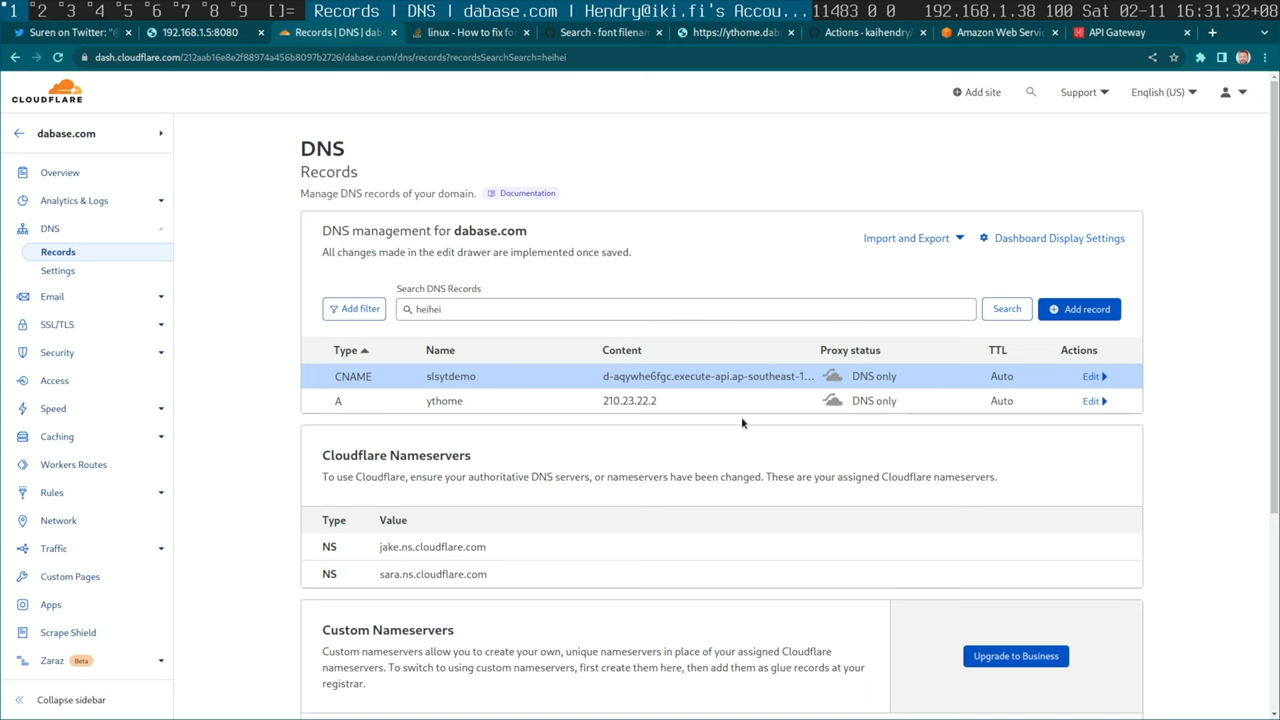 1 2 3 4 5 6 7 8 9 []= Records | DNS | dabase.com | Hendry@iki.fi's Accou... 11485 0 0 192.168.1.38 100 Sat 02-11 16:31:32+08
Suren on Twitter: "@ × 192.168.1.5:8080 × Records | DNS | dab × linux - How to fix for × Search - font filenam × https://ythome.dab × Actions · kaihendry/ × Amazon Web Servic × API Gateway × +
dash.cloudflare.com/212aab16e8e2f88974a456b8097b2726/dabase.com/dns/records?recordsSearchSearch=heihei
CLOUDFLARE
Add site Support English (US)
dabase.com
Overview
Analytics & Logs
DNS
Records
Settings
Email
SSL/TLS
Security
Access
Speed
Caching
Workers Routes
Rules
Network
Traffic
Custom Pages
Apps
Scrape Shield
Zaraz Beta
Collapse sidebar
DNS
Records
Manage DNS records of your domain. Documentation
DNS management for dabase.com
All changes made in the edit drawer are implemented once saved.
Import and Export Dashboard Display Settings
Search DNS Records
Add filter heihei Search Add record
Type Name Content Proxy status TTL Actions
CNAME slsytdemo d-aqywhe6fgc.execute-api.ap-southeast-1... DNS only Auto Edit
A ythome 210.23.22.2 DNS only Auto Edit
Cloudflare Nameservers
To use Cloudflare, ensure your authoritative DNS servers, or nameservers have been changed. These are your assigned Cloudflare nameservers.
Type Value
NS jake.ns.cloudflare.com
NS sara.ns.cloudflare.com
Custom Nameservers
Custom nameservers allow you to create your own, unique nameservers in place of your assigned Cloudflare
nameservers. To switch to using custom nameservers, first create them here, then add them as glue records at your
registrar.
Upgrade to Business